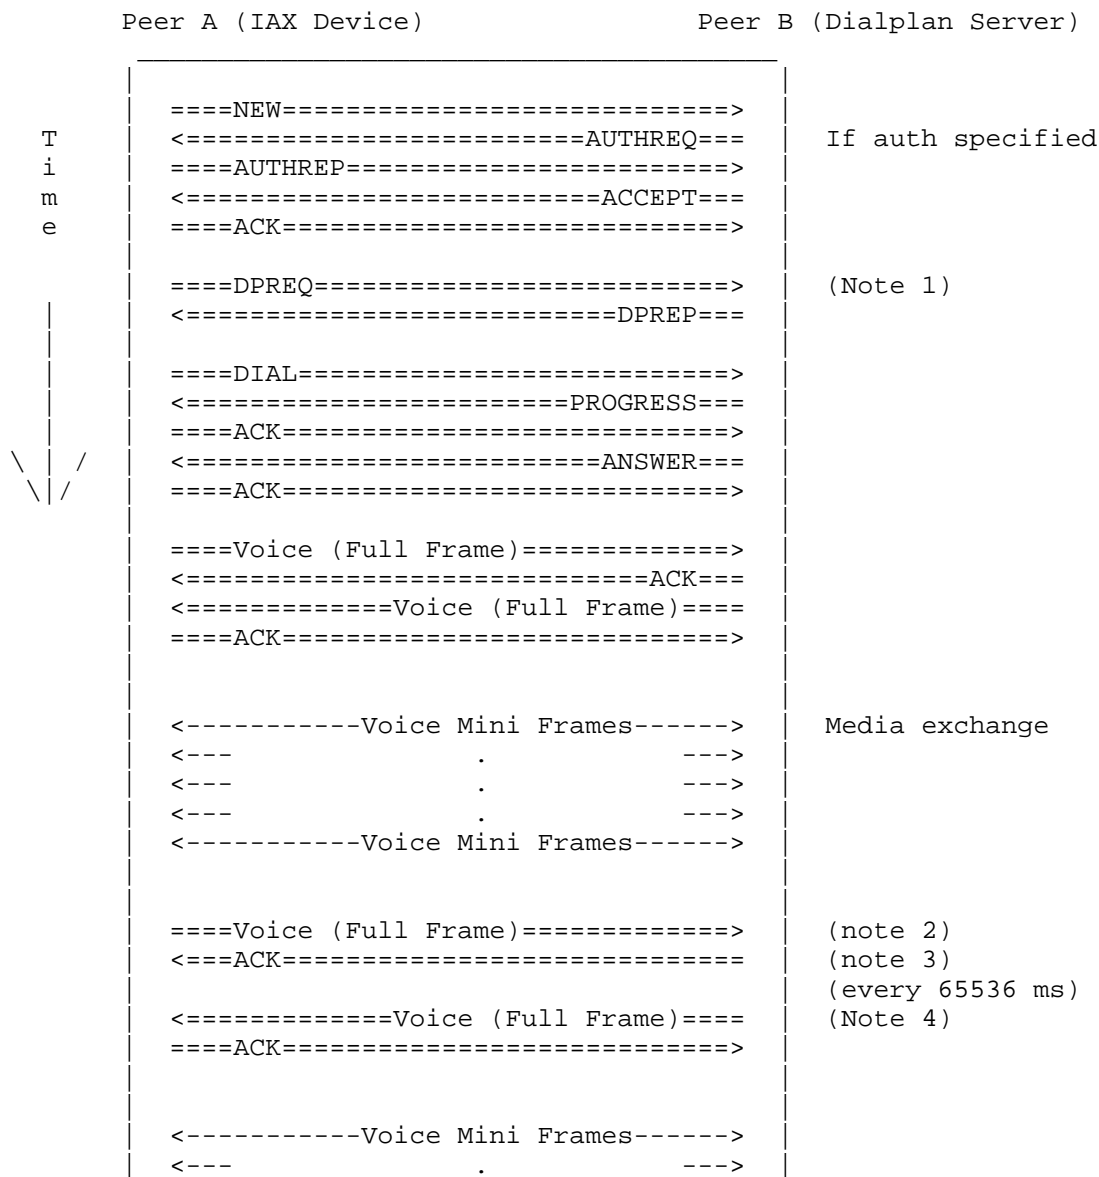 Peer A (IAX Device)                 Peer B (Dialplan Server)
 ________________________________________
|                                         |
|  ====NEW============================>  |
T    |  <=========================AUTHREQ===  |  If auth specified
i    |  ====AUTHREP========================>  |
m    |  <==========================ACCEPT===  |
e    |  ====ACK============================>  |
|                                         |
|  ====DPREQ==========================>  |  (Note 1)
|    |  <===========================DPREP===  |
|    |                                         |
|    |  ====DIAL===========================>  |
|    |  <========================PROGRESS===  |
|    |  ====ACK============================>  |
\ | /  |  <==========================ANSWER===  |
\|/   |  ====ACK============================>  |
|                                         |
|  ====Voice (Full Frame)=============>  |
|  <=============================ACK===  |
|  <=============Voice (Full Frame)====  |
|  ====ACK============================>  |
|                                         |
|                                         |
|  <-----------Voice Mini Frames------>  |  Media exchange
|  <---               .            --->  |
|  <---               .            --->  |
|  <---               .            --->  |
|  <-----------Voice Mini Frames------>  |
|                                         |
|                                         |
|  ====Voice (Full Frame)=============>  |  (note 2)
|  <===ACK=============================  |  (note 3)
|                                         |  (every 65536 ms)
|  <=============Voice (Full Frame)====  |  (Note 4)
|  ====ACK============================>  |
|                                         |
|                                         |
|  <-----------Voice Mini Frames------>  |
|  <---               .            --->  |